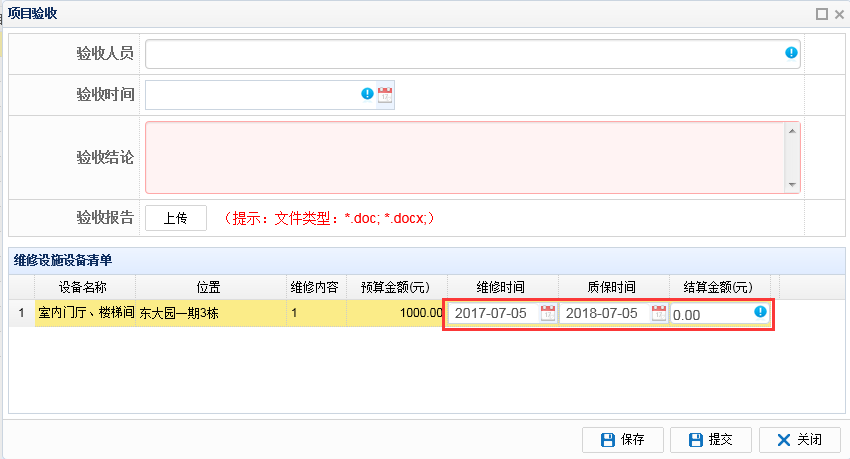 项目验收
验收人员
验收时间
验收结论
验收报告 上传 （提示：文件类型：*.doc; *.docx;）
维修设施设备清单
设备名称 位置 维修内容 预算金额(元) 维修时间 质保时间 结算金额(元)
1 室内门厅、楼梯间 东大园一期3栋 1 1000.00 2017-07-05 2018-07-05 0.00
保存 提交 关闭